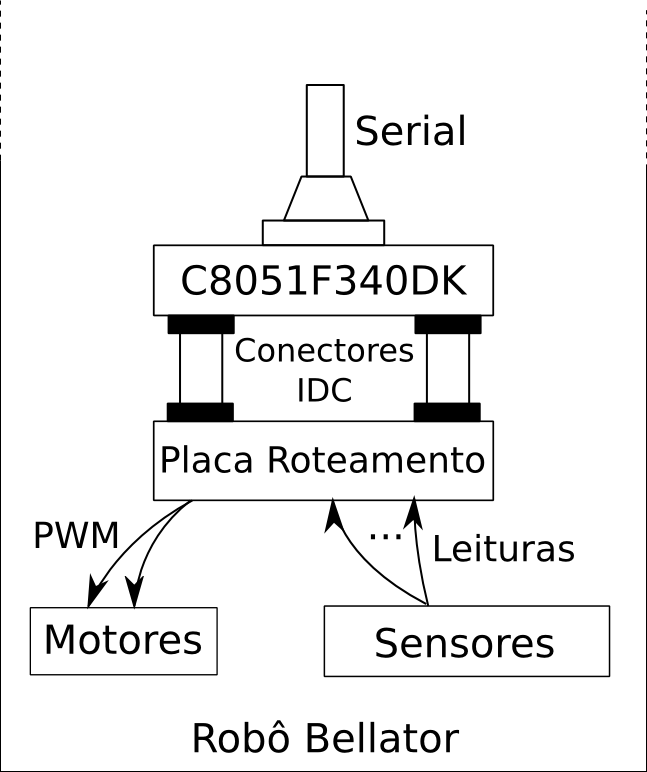 Serial
C8051F340DK
Conectores
IDC
Placa Roteamento
PWM
...
Leituras
Motores
Sensores
Robô Bellator